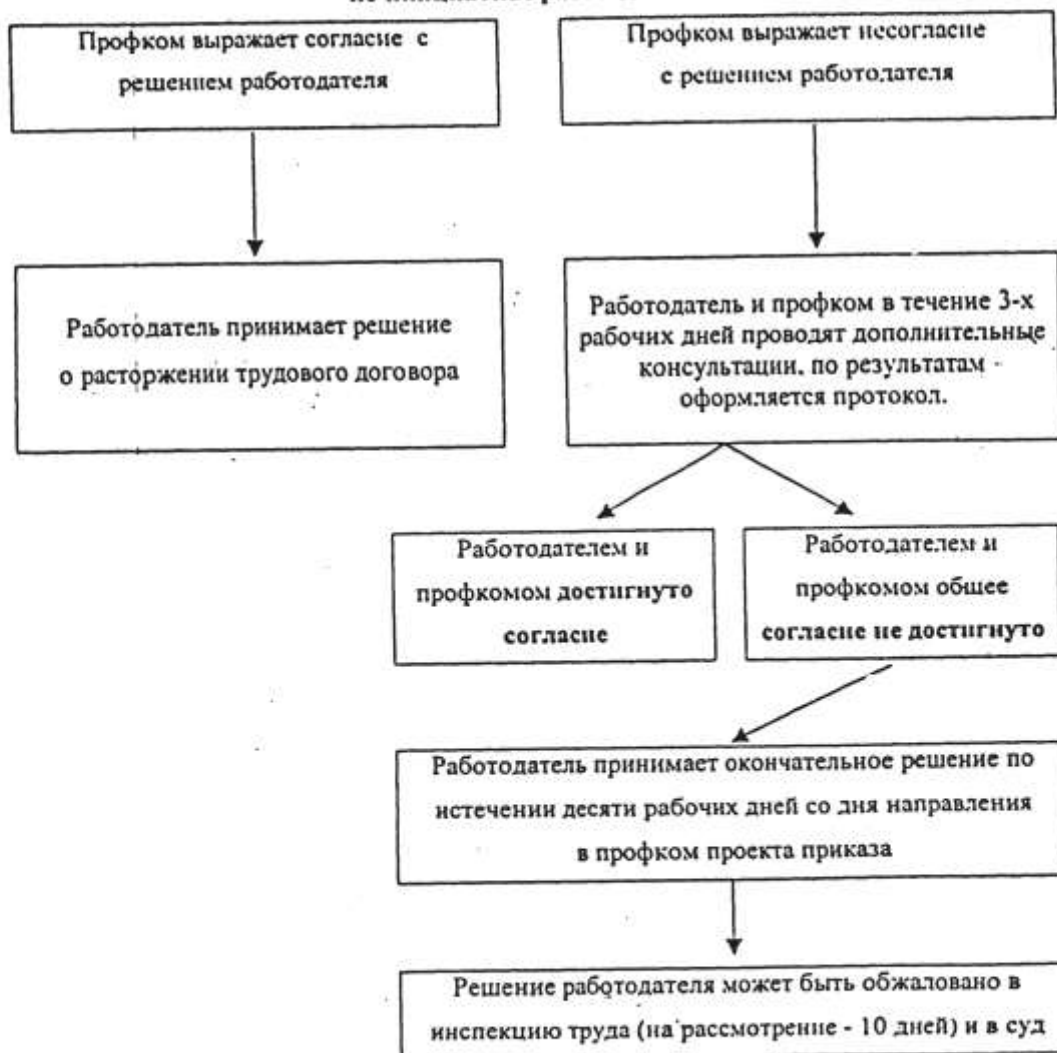 Профком выражает согласие с
решением работодателя
Профком выражает несогласие
с решением работодателя
Работодатель принимает решение
о расторжении трудового договора
Работодатель и профком в течение 3-х
рабочих дней проводят дополнительные
консультации, по результатам -
оформляется протокол.
Работодателем и
профкомом достигнуто
согласие
Работодателем и
профкомом общее
согласие не достигнуто
Работодатель принимает окончательное решение по
истечении десяти рабочих дней со дня направления
в профком проекта приказа
Решение работодателя может быть обжаловано в
инспекцию труда (на рассмотрение - 10 дней) и в суд